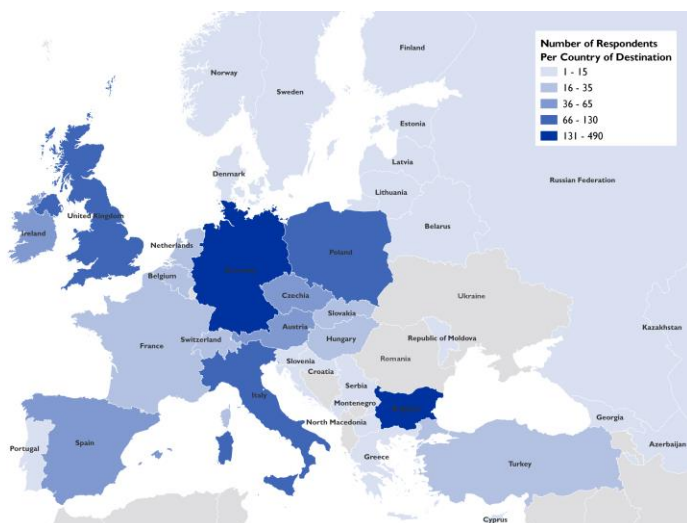 Number of Respondents
Per Country of Destination
1 - 15
16 - 35
36 - 65
66 - 130
131 - 490
Finland
Norway
Sweden
Estonia
Russian Federation
Latvia
Denmark
Lithuania
Belarus
United Kingdom
Ireland
Netherlands
Poland
Belgium
Czechia
Ukraine
Slovakia
Kazakhstan
Austria
France
Switzerland
Hungary
Republic of Moldova
Slovenia
Romania
Croatia
Serbia
Italy
Montenegro
Georgia
North Macedonia
Azerbaijan
Portugal
Spain
Greece
Turkey
Cyprus